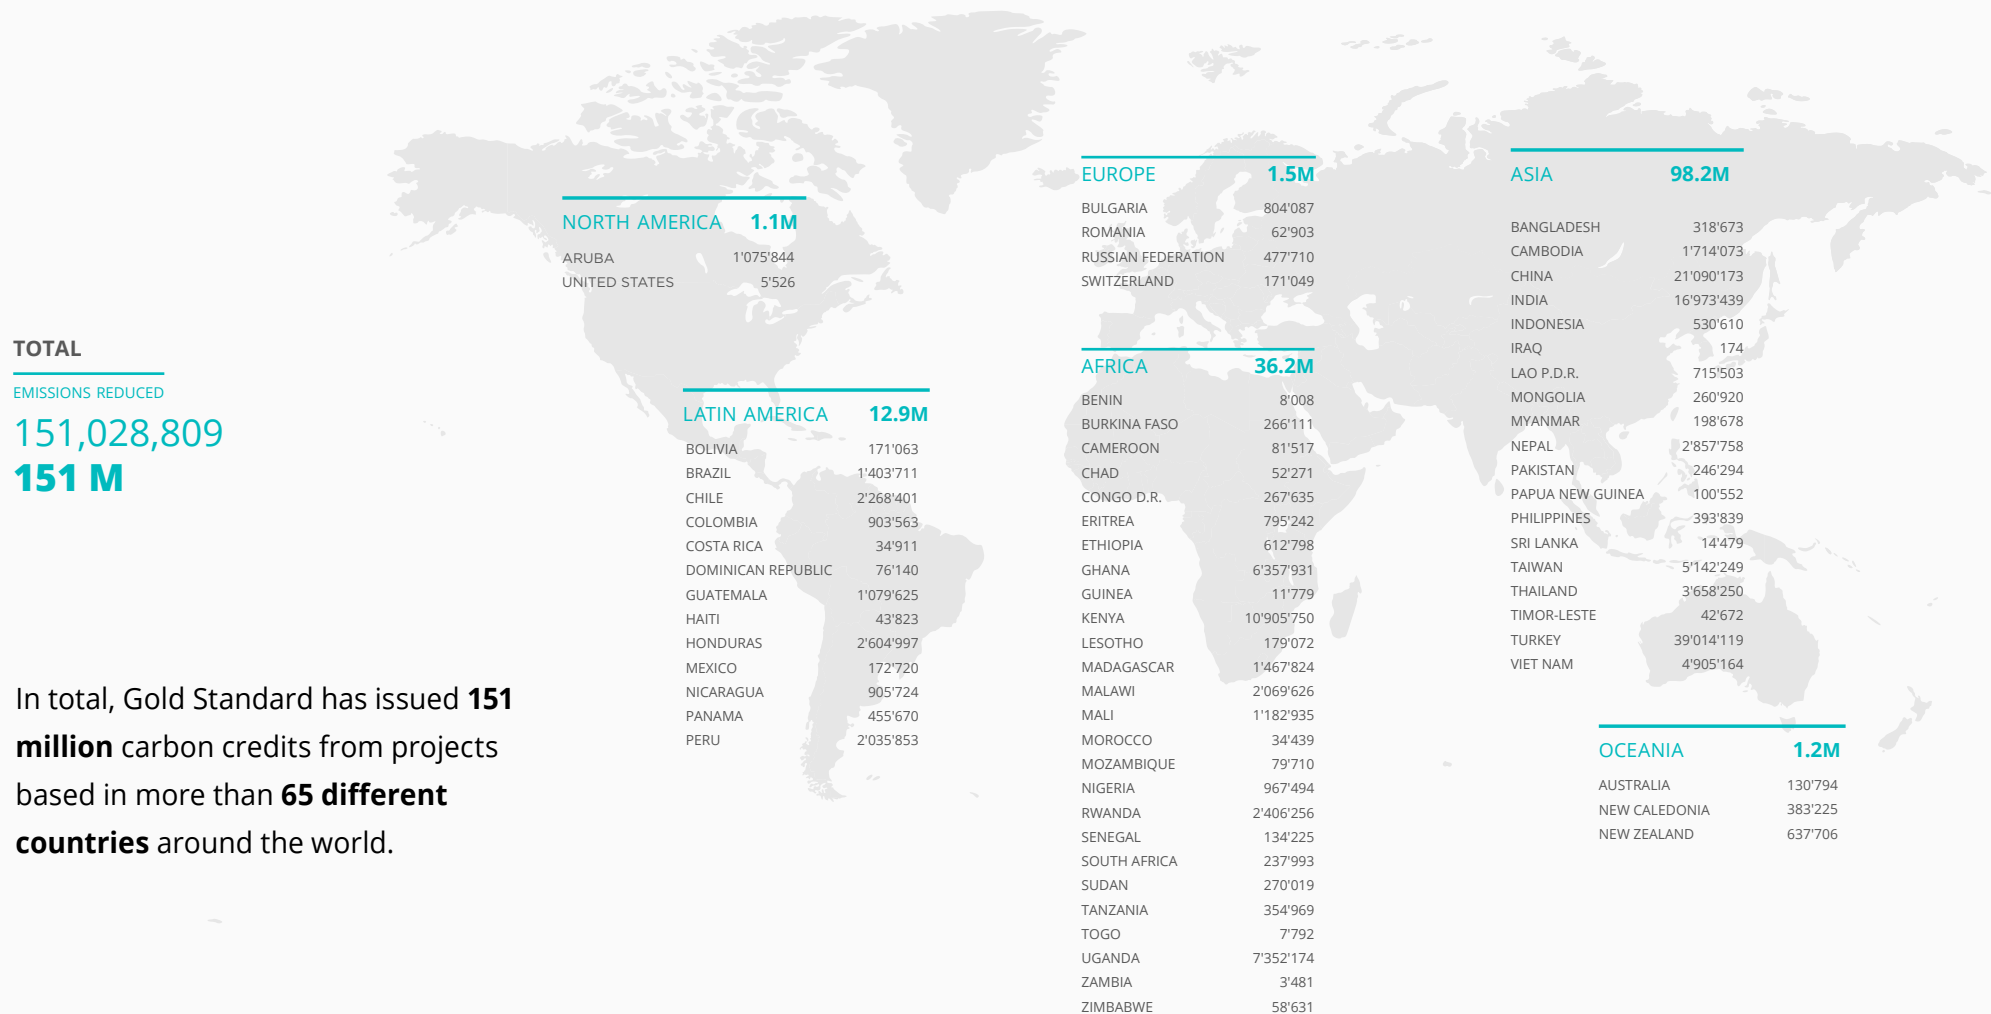 TOTAL
EMISSIONS REDUCED
151,028,809
151 M
In total, Gold Standard has issued 151
million carbon credits from projects
based in more than 65 different
countries around the world.
NORTH AMERICA 1.1M
ARUBA 1'075'844
UNITED STATES 5'526
LATIN AMERICA 12.9M
BOLIVIA 171'063
BRAZIL 1'403'711
CHILE 2'268'401
COLOMBIA 903'563
COSTA RICA 34'911
DOMINICAN REPUBLIC 76'140
GUATEMALA 1'079'625
HAITI 43'823
HONDURAS 2'604'997
MEXICO 172'720
NICARAGUA 905'724
PANAMA 455'670
PERU 2'035'853
EUROPE 1.5M
BULGARIA 804'087
ROMANIA 62'903
RUSSIAN FEDERATION 477'710
SWITZERLAND 171'049
AFRICA 36.2M
BENIN 8'008
BURKINA FASO 266'111
CAMEROON 81'517
CHAD 52'271
CONGO D.R. 267'635
ERITREA 795'242
ETHIOPIA 612'798
GHANA 6'357'931
GUINEA 11'779
KENYA 10'905'750
LESOTHO 179'072
MADAGASCAR 1'467'824
MALAWI 2'069'626
MALI 1'182'935
MOROCCO 34'439
MOZAMBIQUE 79'710
NIGERIA 967'494
RWANDA 2'406'256
SENEGAL 134'225
SOUTH AFRICA 237'993
SUDAN 270'019
TANZANIA 354'969
TOGO 7'792
UGANDA 7'352'174
ZAMBIA 3'481
ZIMBABWE 58'631
ASIA 98.2M
BANGLADESH 318'673
CAMBODIA 1'714'073
CHINA 21'090'173
INDIA 16'973'439
INDONESIA 530'610
IRAQ 174
LAO P.D.R. 715'503
MONGOLIA 260'920
MYANMAR 198'678
NEPAL 2'857'758
PAKISTAN 246'294
PAPUA NEW GUINEA 100'552
PHILIPPINES 393'839
SRI LANKA 14'479
TAIWAN 5'142'249
THAILAND 3'658'250
TIMOR-LESTE 42'672
TURKEY 39'014'119
VIET NAM 4'905'164
OCEANIA 1.2M
AUSTRALIA 130'794
NEW CALEDONIA 383'225
NEW ZEALAND 637'706